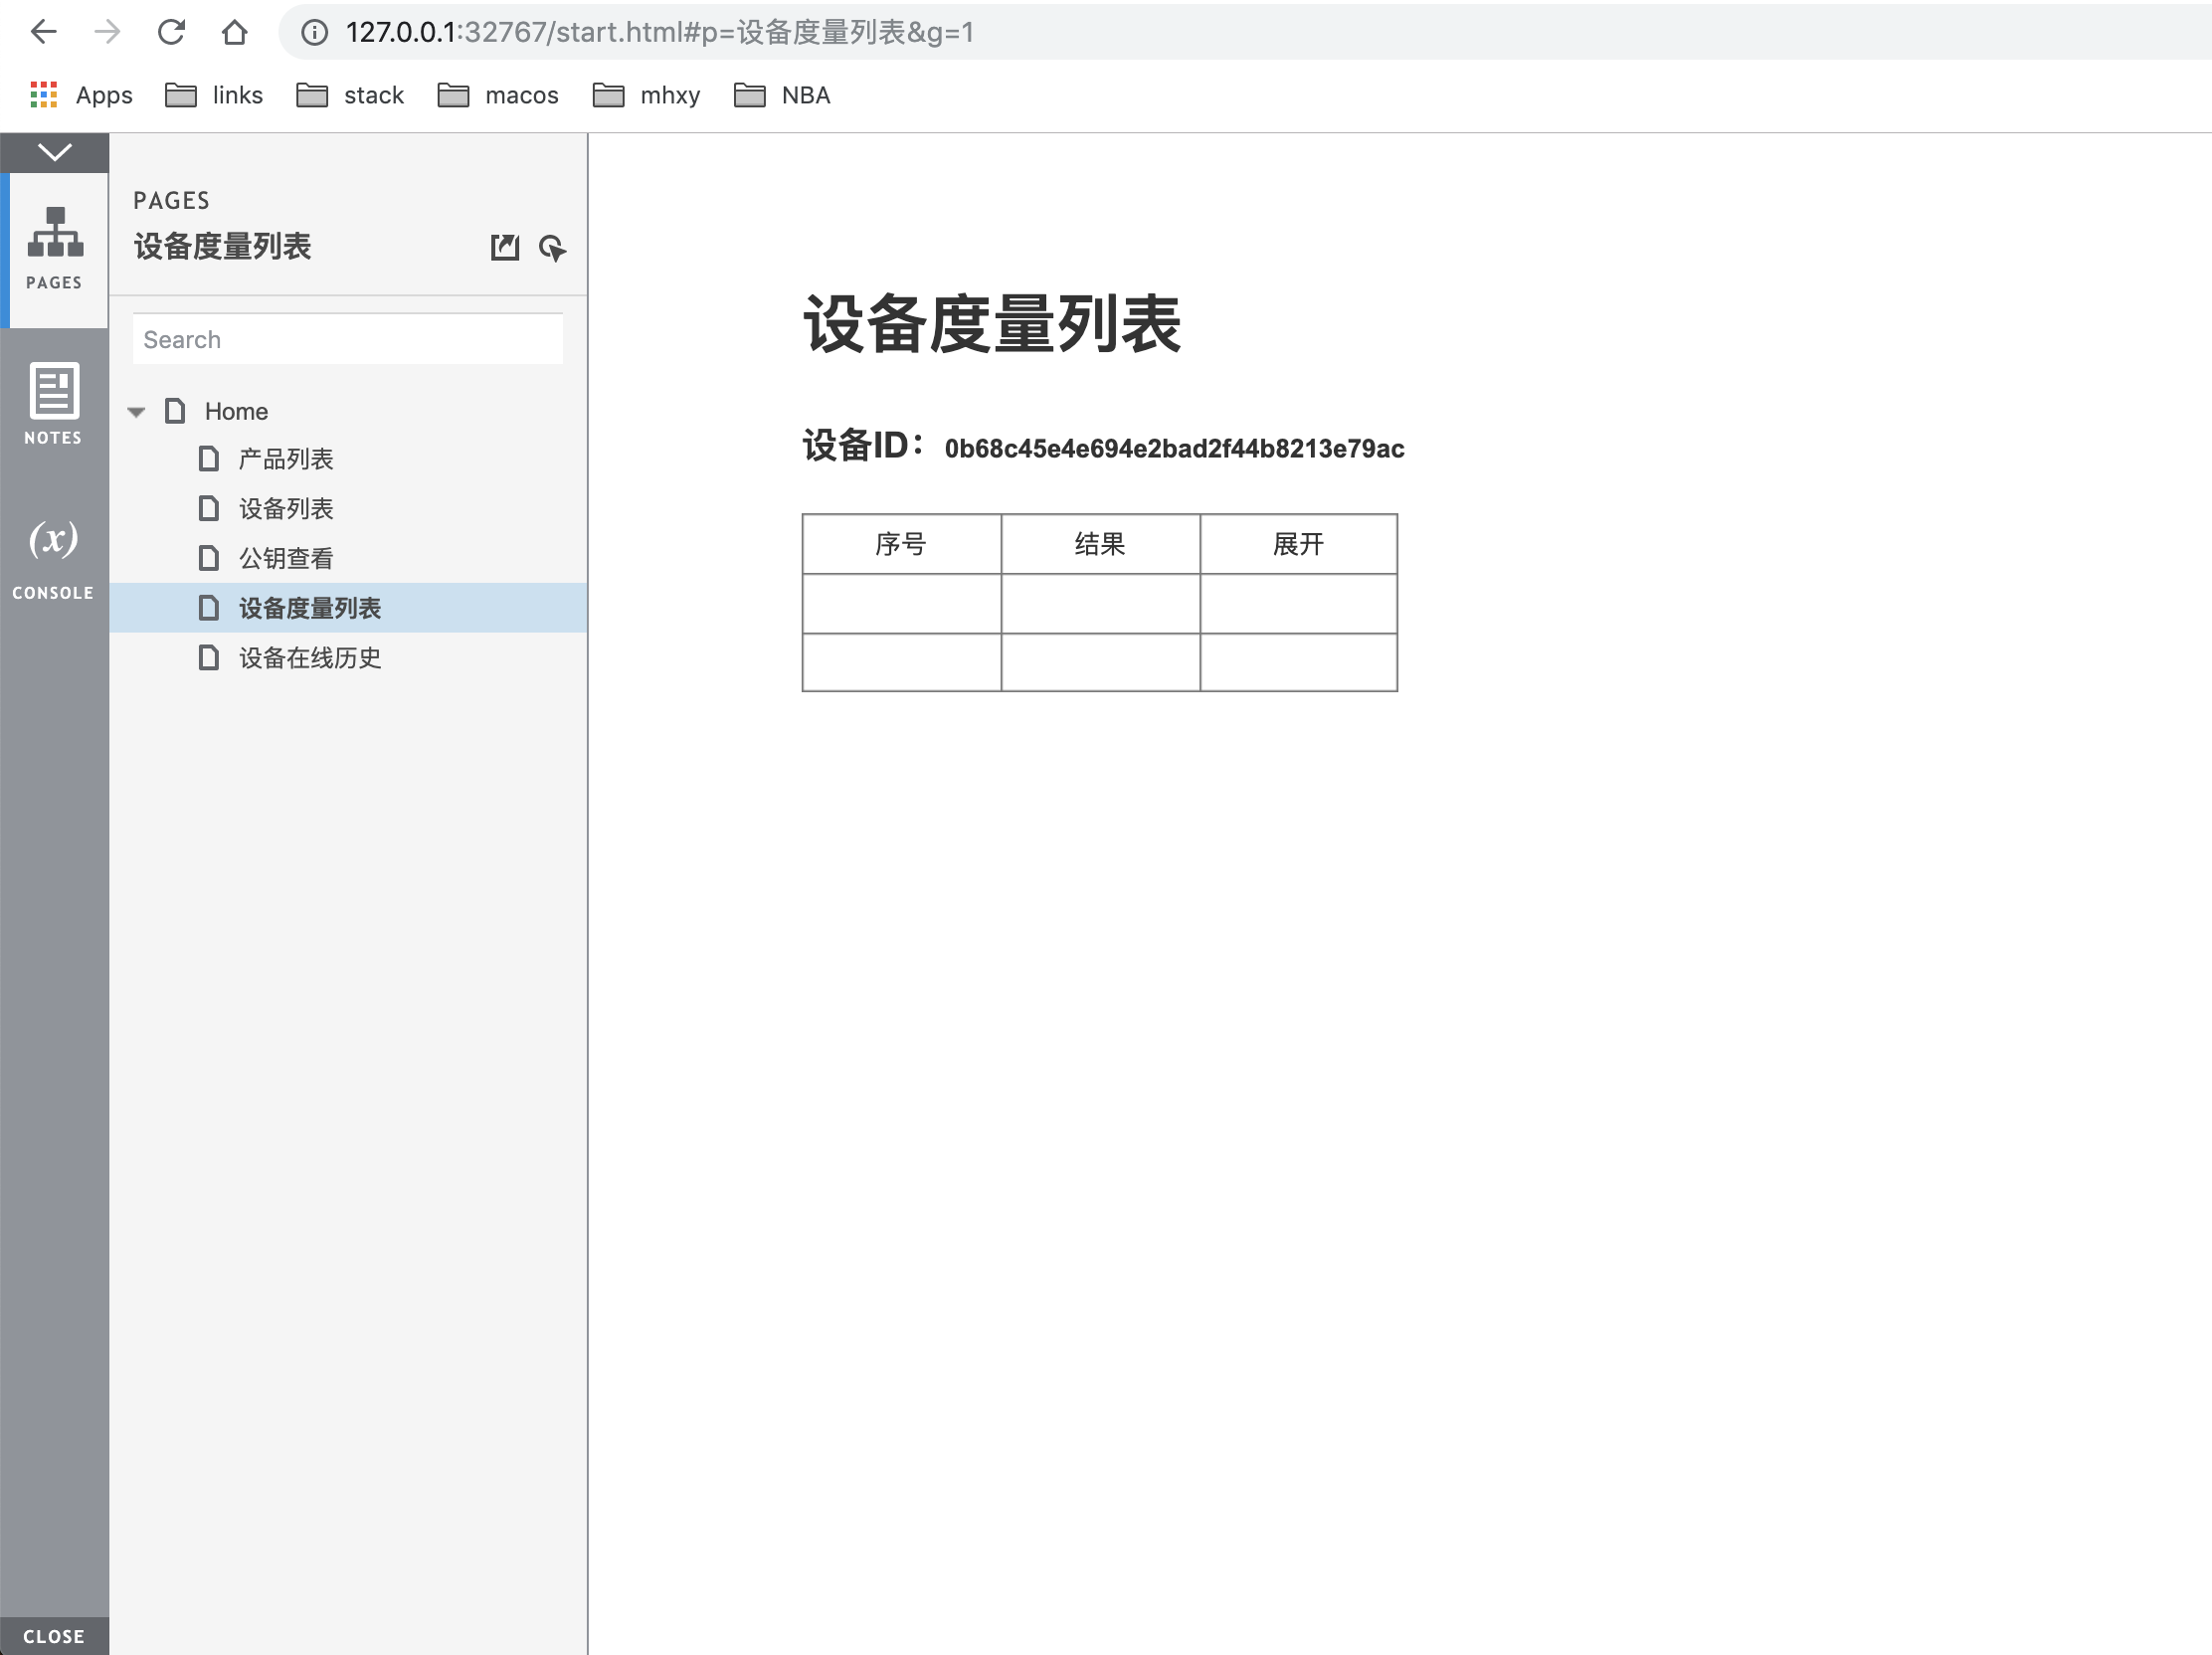 127.0.0.1:32767/start.html#p=设备度量列表&g=1
Apps links stack macos mhxy NBA
PAGES
NOTES
(x)
CONSOLE
CLOSE
PAGES
设备度量列表
Search
Home
产品列表
设备列表
公钥查看
设备度量列表
设备在线历史
设备度量列表
设备ID： 0b68c45e4e694e2bad2f44b8213e79ac
序号 结果 展开